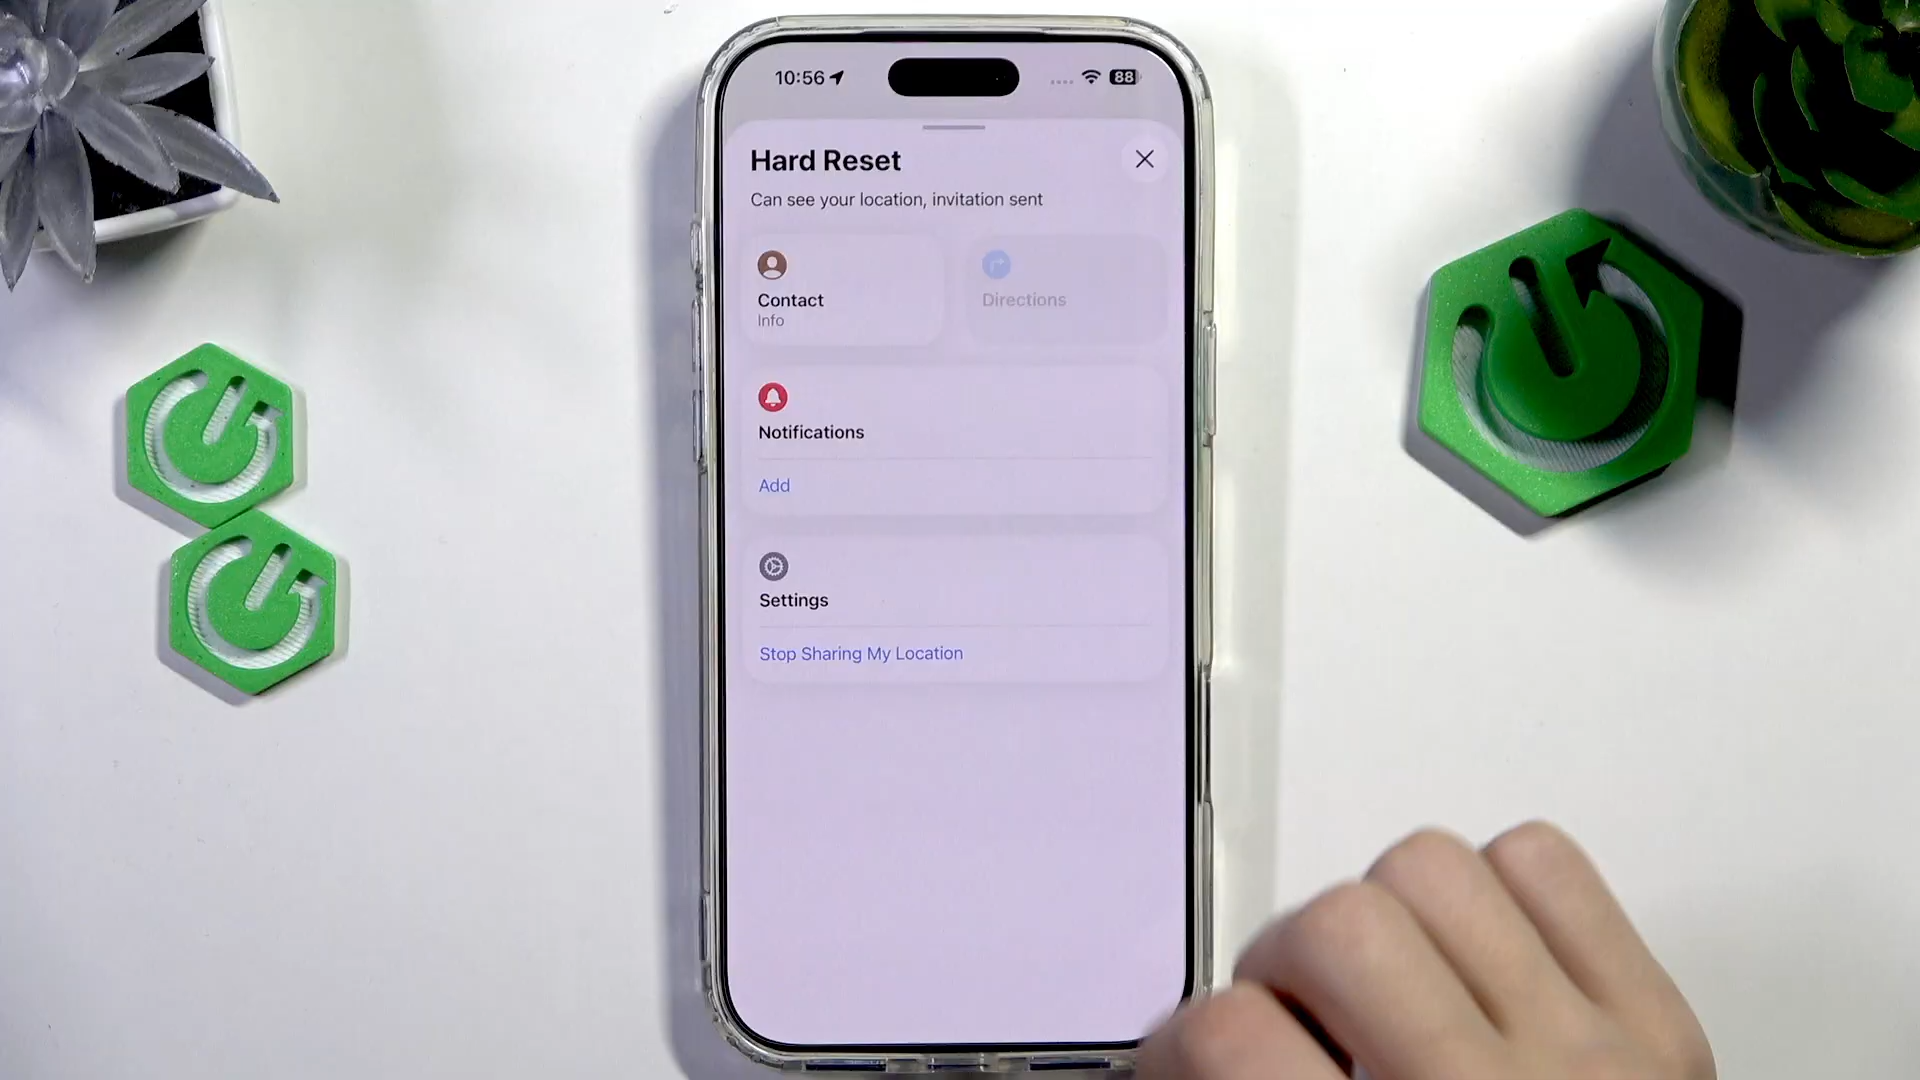 10:56
88
Hard Reset
Can see your location, invitation sent
Contact
Info
Directions
Notifications
Add
Settings
Stop Sharing My Location